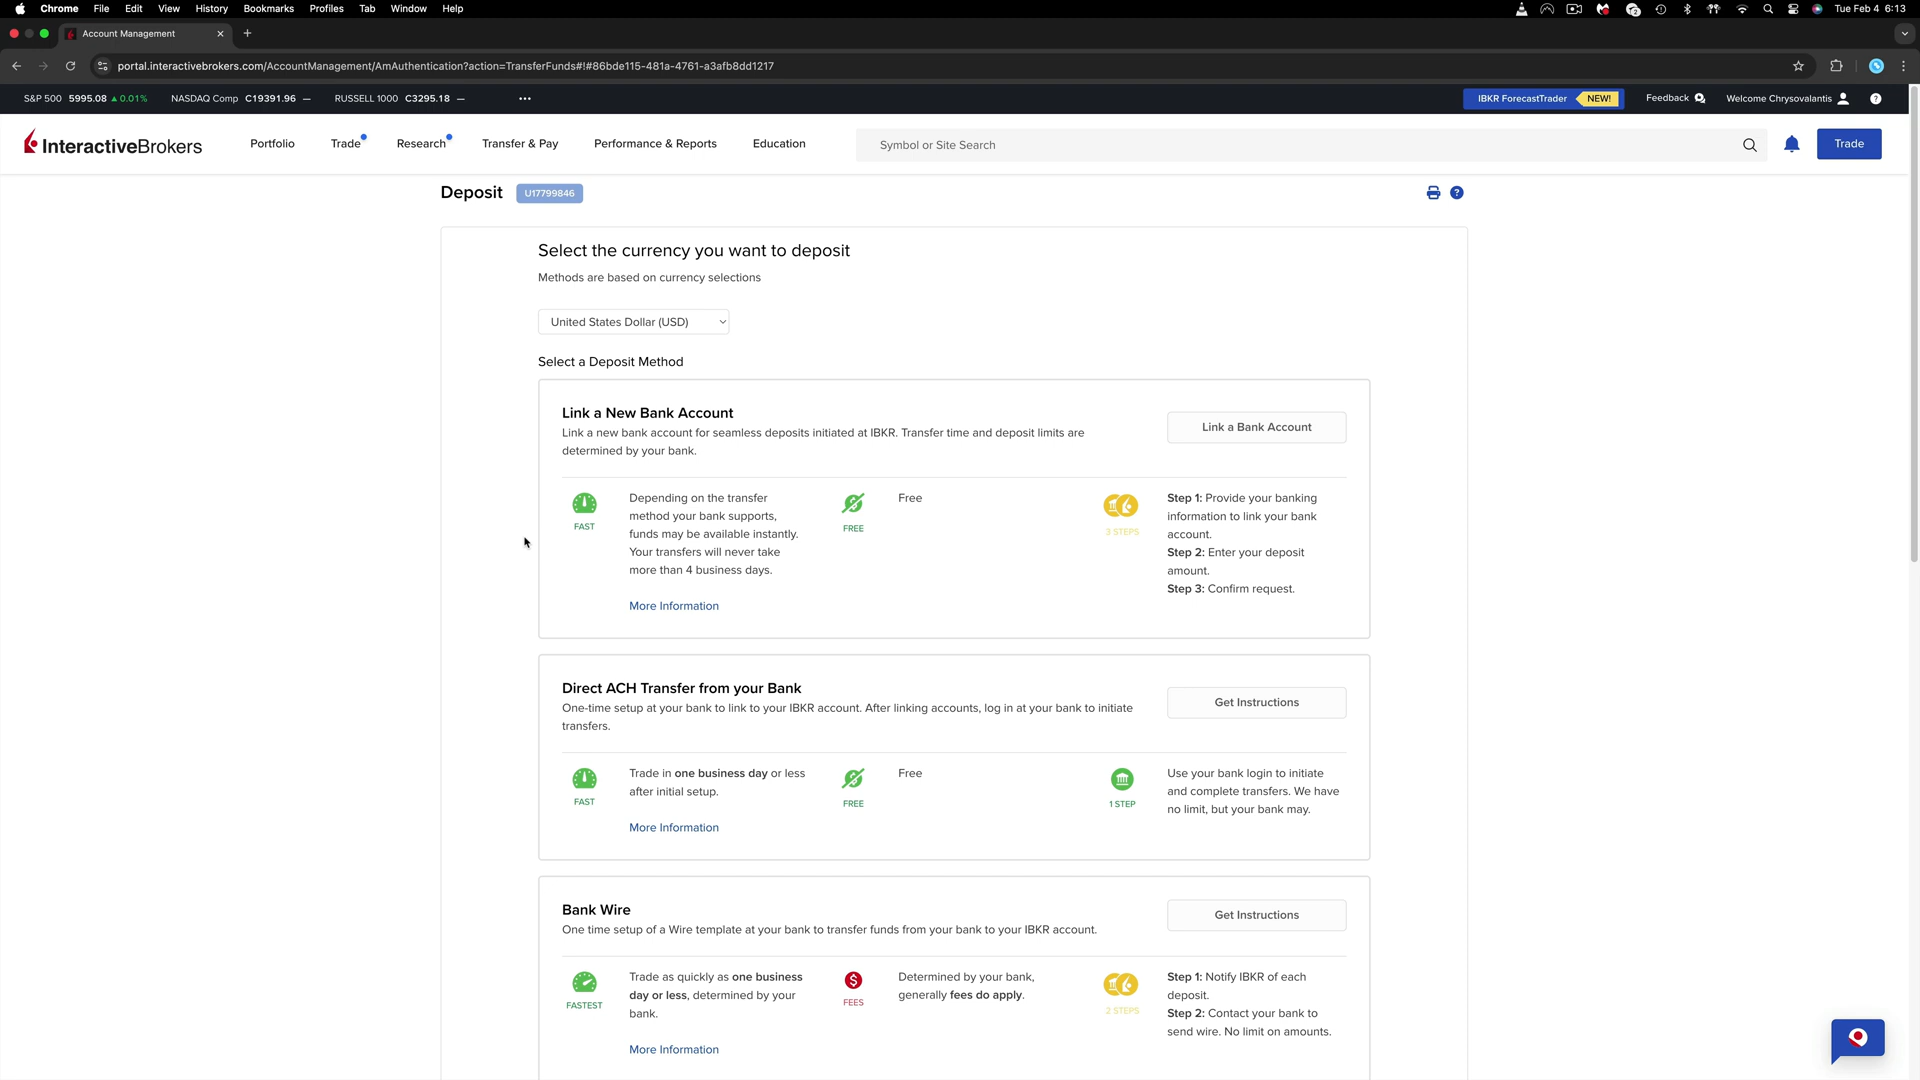 Chrome File Edit View History Bookmarks Profiles Tab Window Help Tue Feb 4 6:13
Account Management
portal.interactivebrokers.com/AccountManagement/AmAuthentication?action=TransferFunds#!#86bde115-481a-4761-a3afb8dd1217
S&P 500 5995.08 ▲0.01% NASDAQ Comp C19391.96 — RUSSELL 1000 C3295.18 — ••• IBKR ForecastTrader NEW! Feedback Welcome Chrysovalantis
InteractiveBrokers Portfolio Trade Research Transfer & Pay Performance & Reports Education Symbol or Site Search Trade
Deposit U17799846
Select the currency you want to deposit
Methods are based on currency selections
United States Dollar (USD)
Select a Deposit Method
Link a New Bank Account
Link a Bank Account
Link a new bank account for seamless deposits initiated at IBKR. Transfer time and deposit limits are
determined by your bank.
FAST
Depending on the transfer
method your bank supports,
funds may be available instantly.
Your transfers will never take
more than 4 business days.
More Information
FREE
Free
3 STEPS
Step 1: Provide your banking
information to link your bank
account.
Step 2: Enter your deposit
amount.
Step 3: Confirm request.
Direct ACH Transfer from your Bank
Get Instructions
One-time setup at your bank to link to your IBKR account. After linking accounts, log in at your bank to initiate
transfers.
FAST
Trade in one business day or less
after initial setup.
More Information
FREE
Free
1 STEP
Use your bank login to initiate
and complete transfers. We have
no limit, but your bank may.
Bank Wire
Get Instructions
One time setup of a Wire template at your bank to transfer funds from your bank to your IBKR account.
FASTEST
Trade as quickly as one business
day or less, determined by your
bank.
More Information
FEES
Determined by your bank,
generally fees do apply.
2 STEPS
Step 1: Notify IBKR of each
deposit.
Step 2: Contact your bank to
send wire. No limit on amounts.